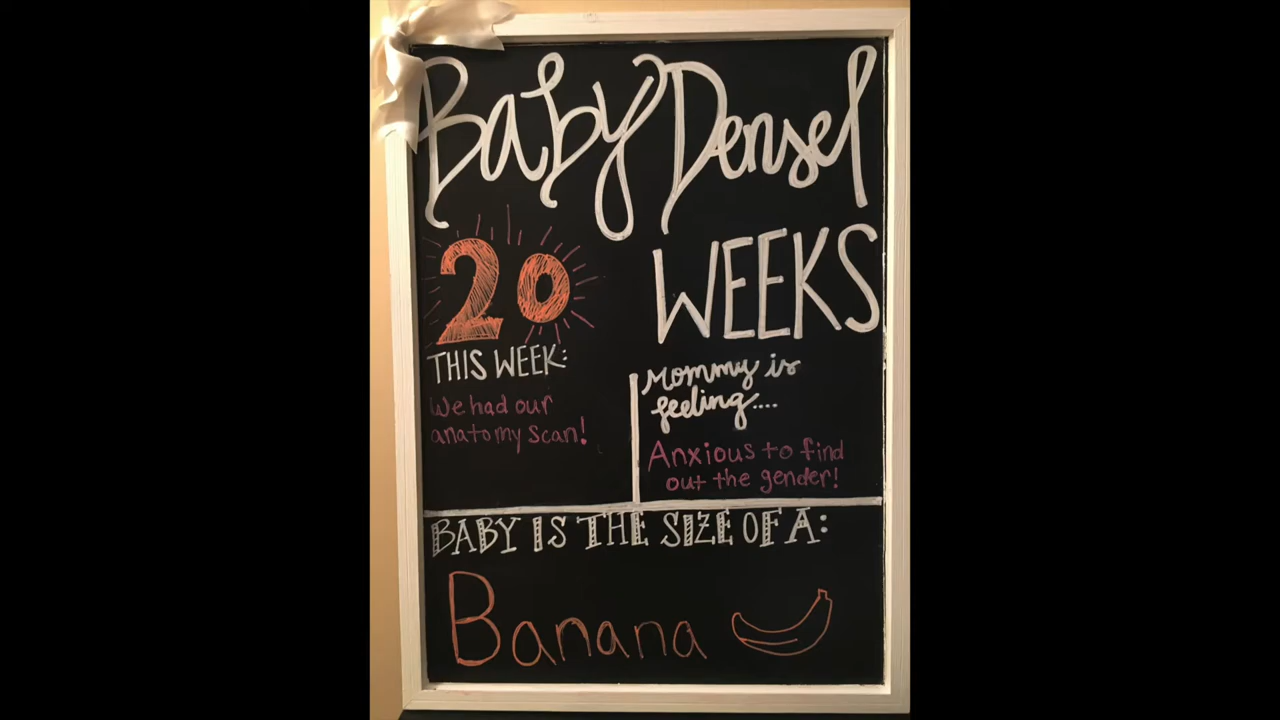 Baby Densel
20 WEEKS
THIS WEEK:
We had our
anatomy scan!
Mommy is
feeling....
Anxious to find
out the gender!
BABY IS THE SIZE OF A:
Banana